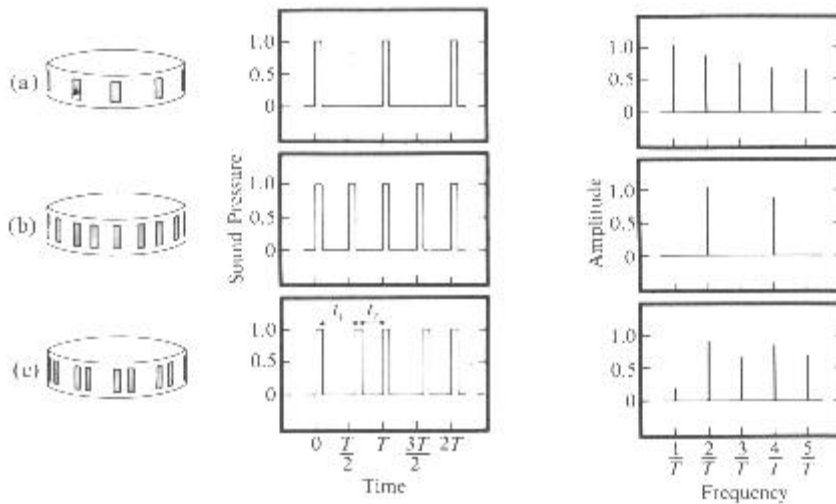 (a)
1.0
0.5
0
1.0
0.5
0
(b)
Sound Pressure
1.0
0.5
0
Amplitude
1.0
0.5
0
(c)
t₁ t₂
1.0
0.5
0
1.0
0.5
0
0 T/2 T 3T/2 2T
Time
1/T 2/T 3/T 4/T 5/T
Frequency